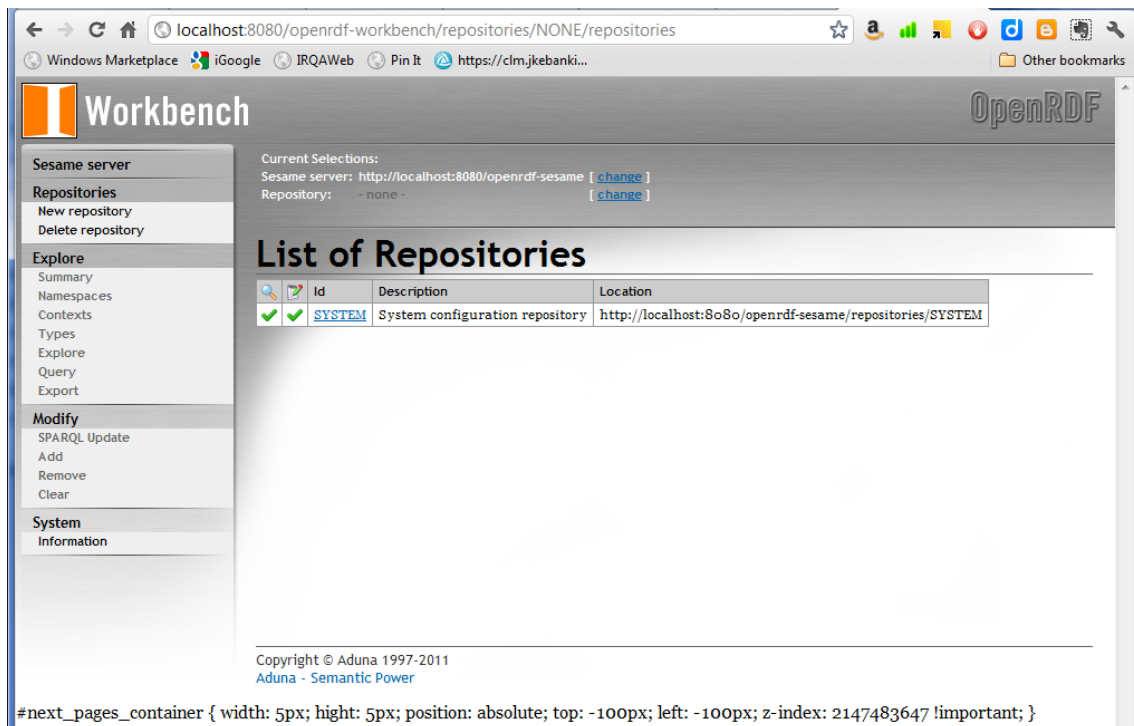 localhost:8080/openrdf-workbench/repositories/NONE/repositories
Windows Marketplace iGoogle IRQAWeb Pin It https://clm.jkebanki... Other bookmarks
Workbench
OpenRDF
Sesame server
Repositories
New repository
Delete repository
Explore
Summary
Namespaces
Contexts
Types
Explore
Query
Export
Modify
SPARQL Update
Add
Remove
Clear
System
Information
Current Selections:
Sesame server: http://localhost:8080/openrdf-sesame [ change ]
Repository: - none - [ change ]
List of Repositories
Id Description Location
SYSTEM System configuration repository http://localhost:8080/openrdf-sesame/repositories/SYSTEM
Copyright © Aduna 1997-2011
Aduna - Semantic Power
#next_pages_container { width: 5px; hight: 5px; position: absolute; top: -100px; left: -100px; z-index: 2147483647 !important; }